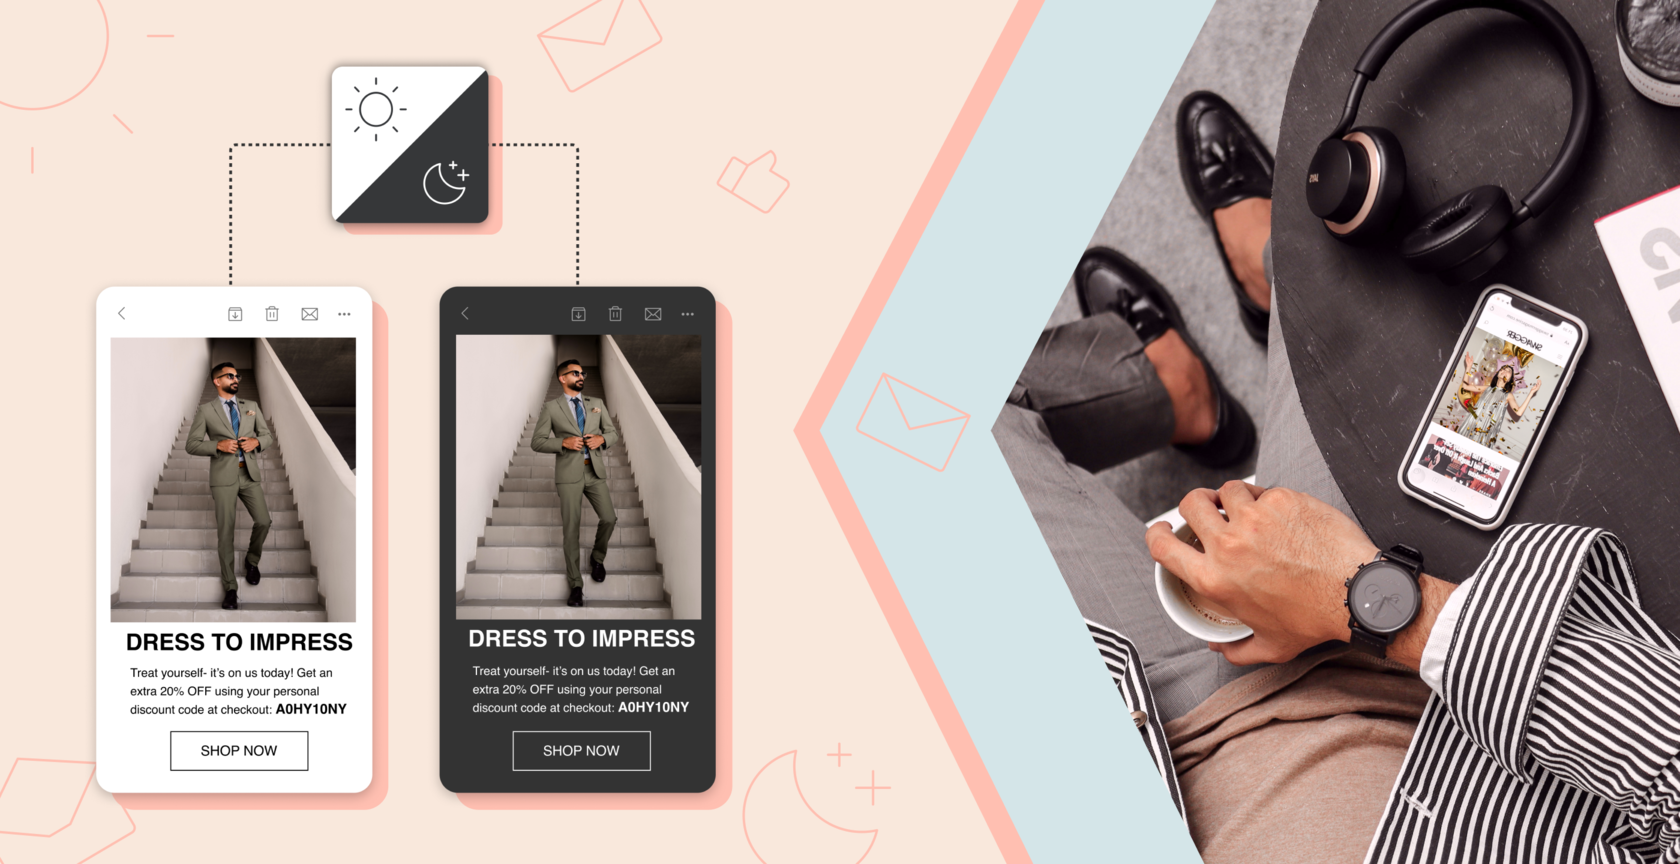 DRESS TO IMPRESS
Treat yourself- it's on us today! Get an
extra 20% OFF using your personal
discount code at checkout: A0HY10NY
SHOP NOW
DRESS TO IMPRESS
Treat yourself- it's on us today! Get an
extra 20% OFF using your personal
discount code at checkout: A0HY10NY
SHOP NOW